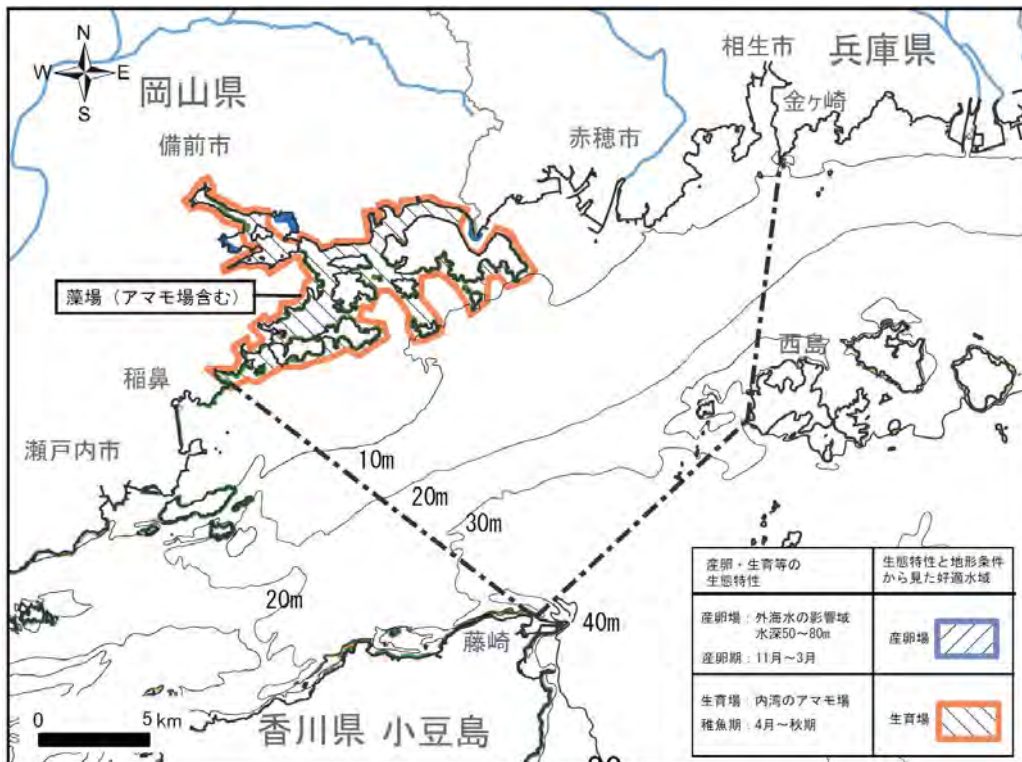 N
W E
S
岡山県
備前市
相生市
兵庫県
金ヶ崎
赤穂市
藻場（アマモ場含む）
西島
稲鼻
瀬戸内市
10m
20m
30m
20m
40m
藤崎
0 5km
香川県 小豆島
産卵・生育等の
生態特性
生態特性と地形条件
から見た好適水域
産卵場：外海水の影響域
水深50～80m
産卵期：11月～3月
産卵場
生育場：内湾のアマモ場
稚魚期：4月～秋期
生育場